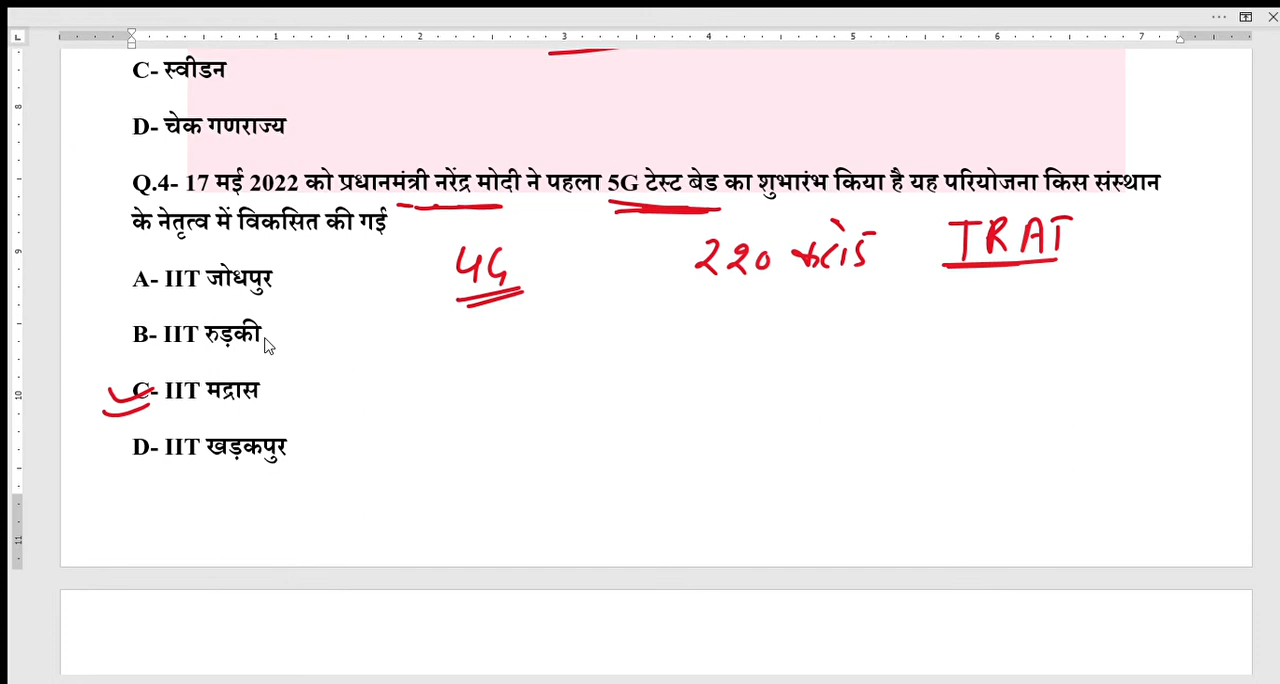 C- स्वीडन
D- चेक गणराज्य
Q.4- 17 मई 2022 को प्रधानमंत्री नरेंद्र मोदी ने पहला 5G टेस्ट बेड का शुभारंभ किया है यह परियोजना किस संस्थान
के नेतृत्व में विकसित की गई
220 करोड़ TRAI
A- IIT जोधपुर
B- IIT रुड़की
C- IIT मद्रास
D- IIT खड़कपुर